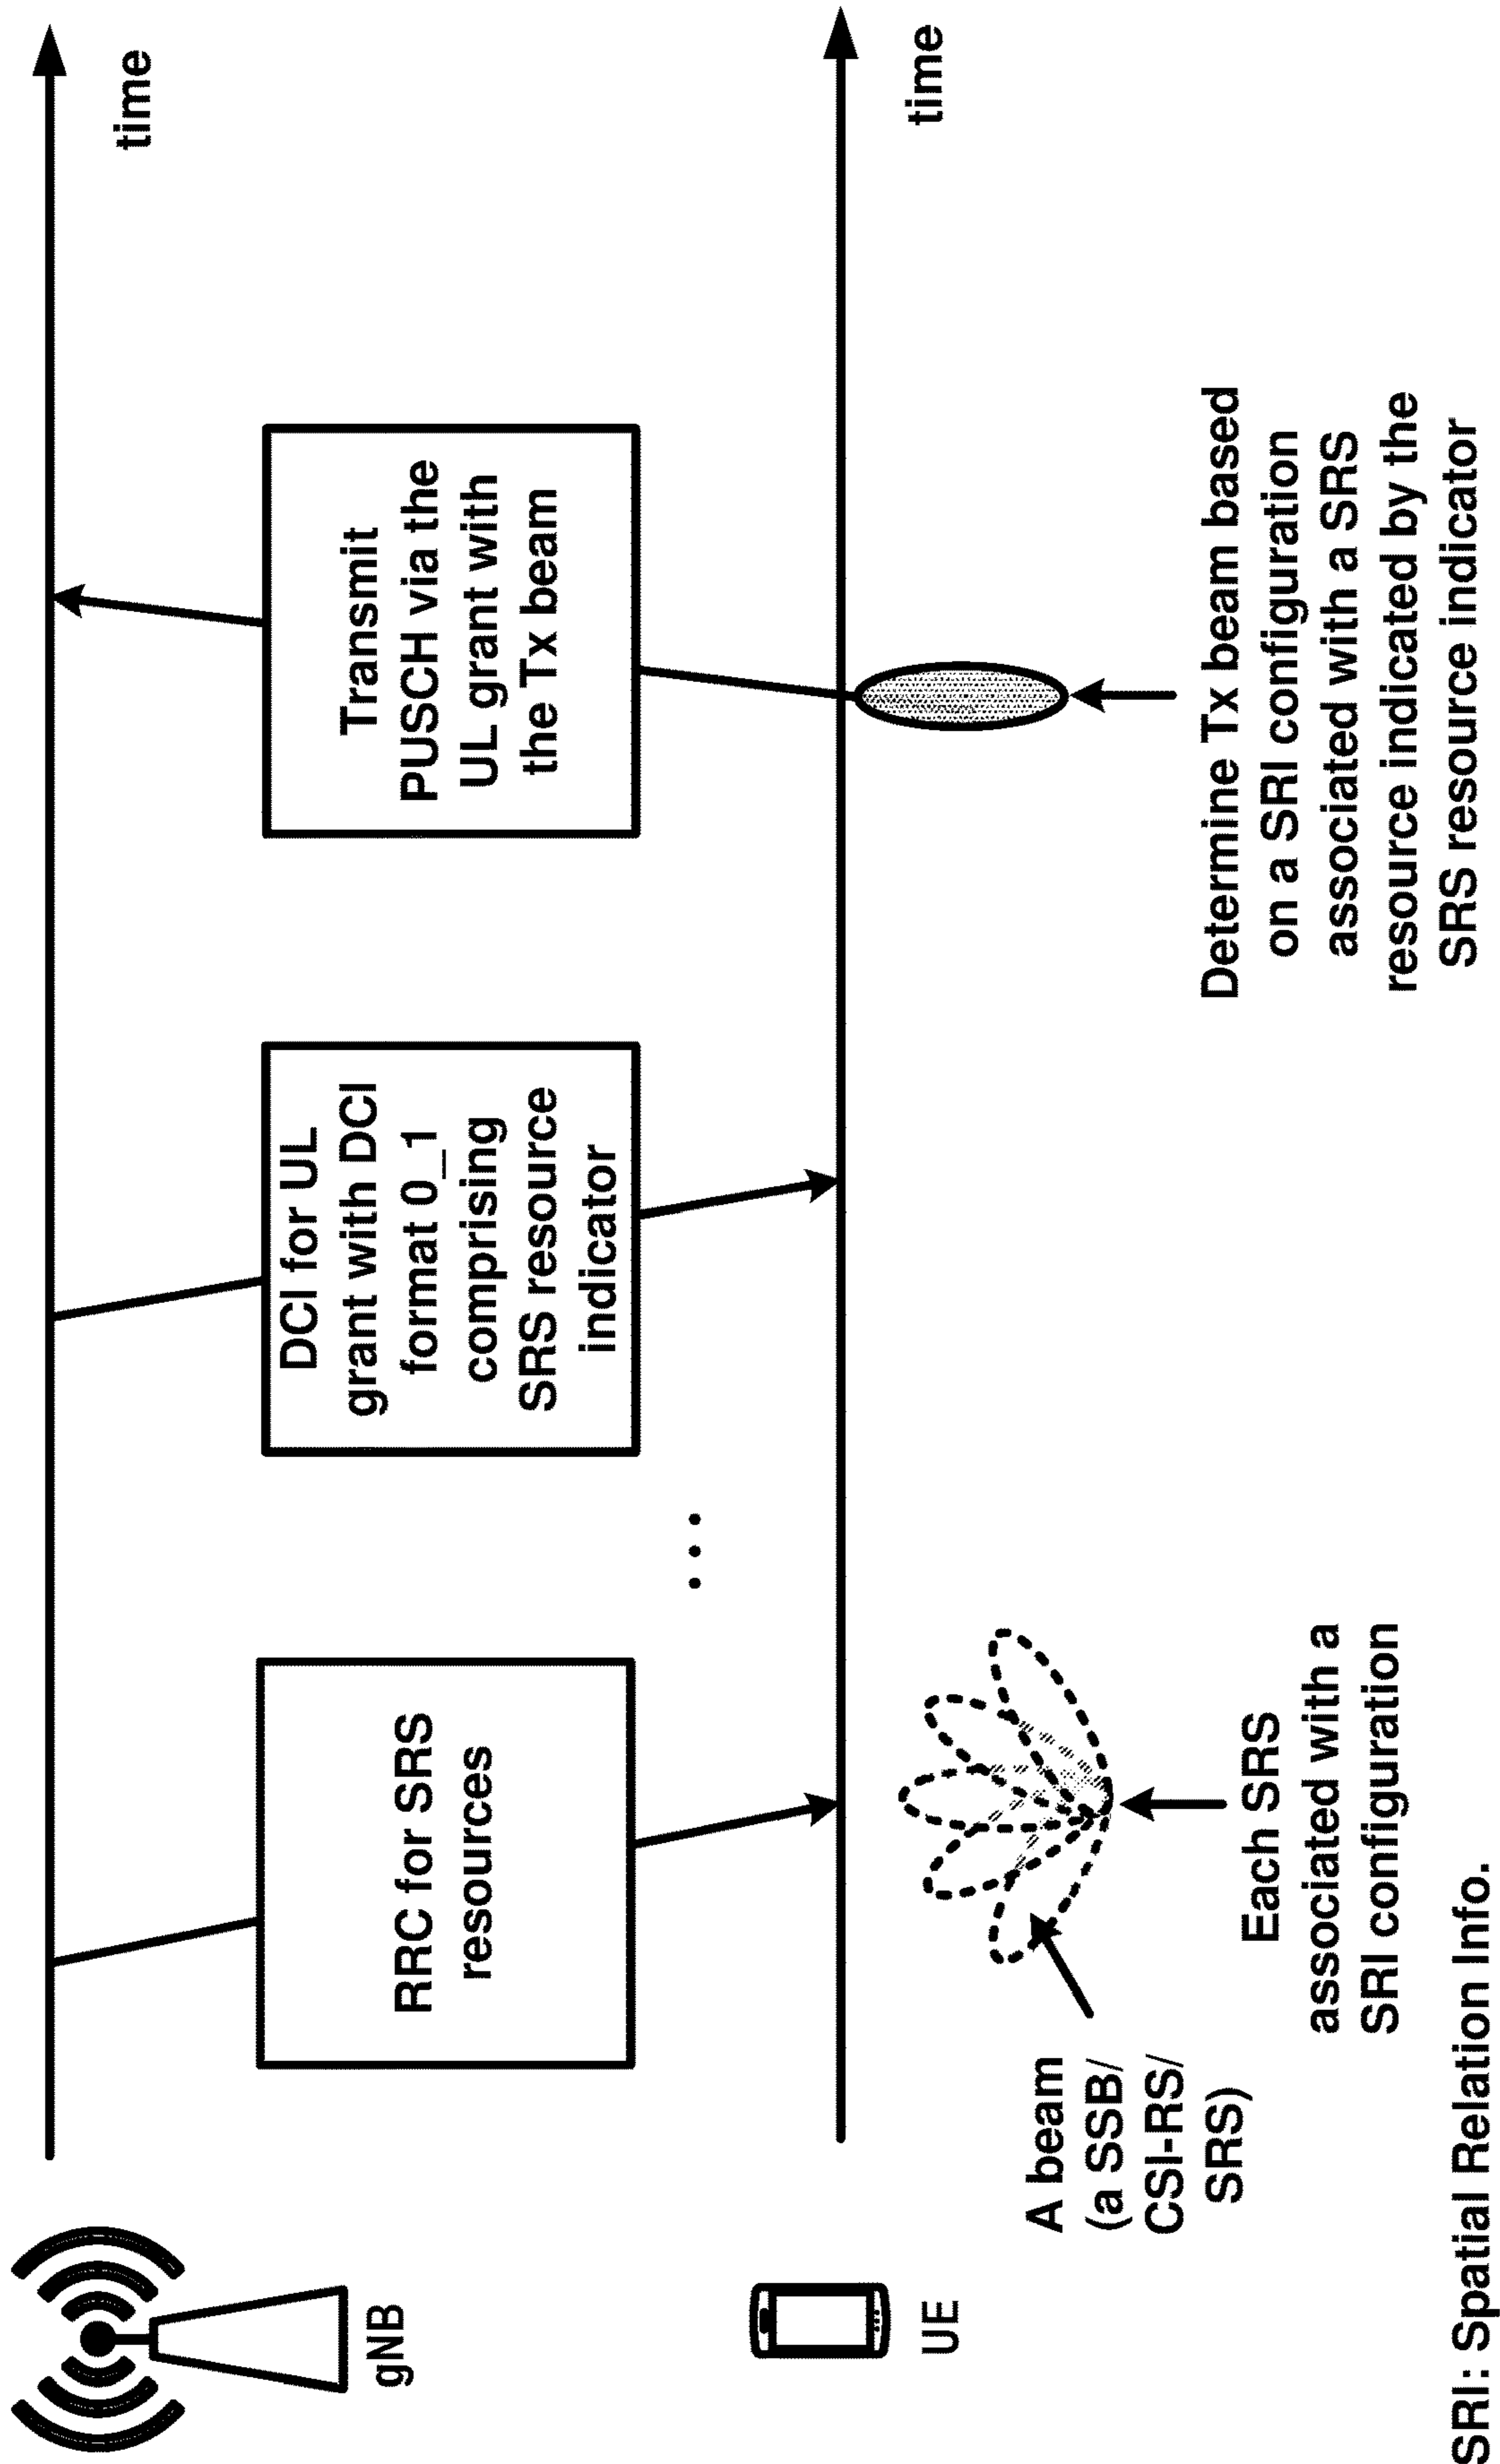 gNB
time
RRC for SRS
resources
DCI for UL
grant with DCI
format 0_1
comprising
SRS resource
indicator
Transmit
PUSCH via the
UL grant with
the Tx beam
. . .
UE
time
A beam
(a SSB/
CSI-RS/
SRS)
Each SRS
associated with a
SRI configuration
Determine Tx beam based
on a SRI configuration
associated with a SRS
resource indicated by the
SRS resource indicator
SRI: Spatial Relation Info.